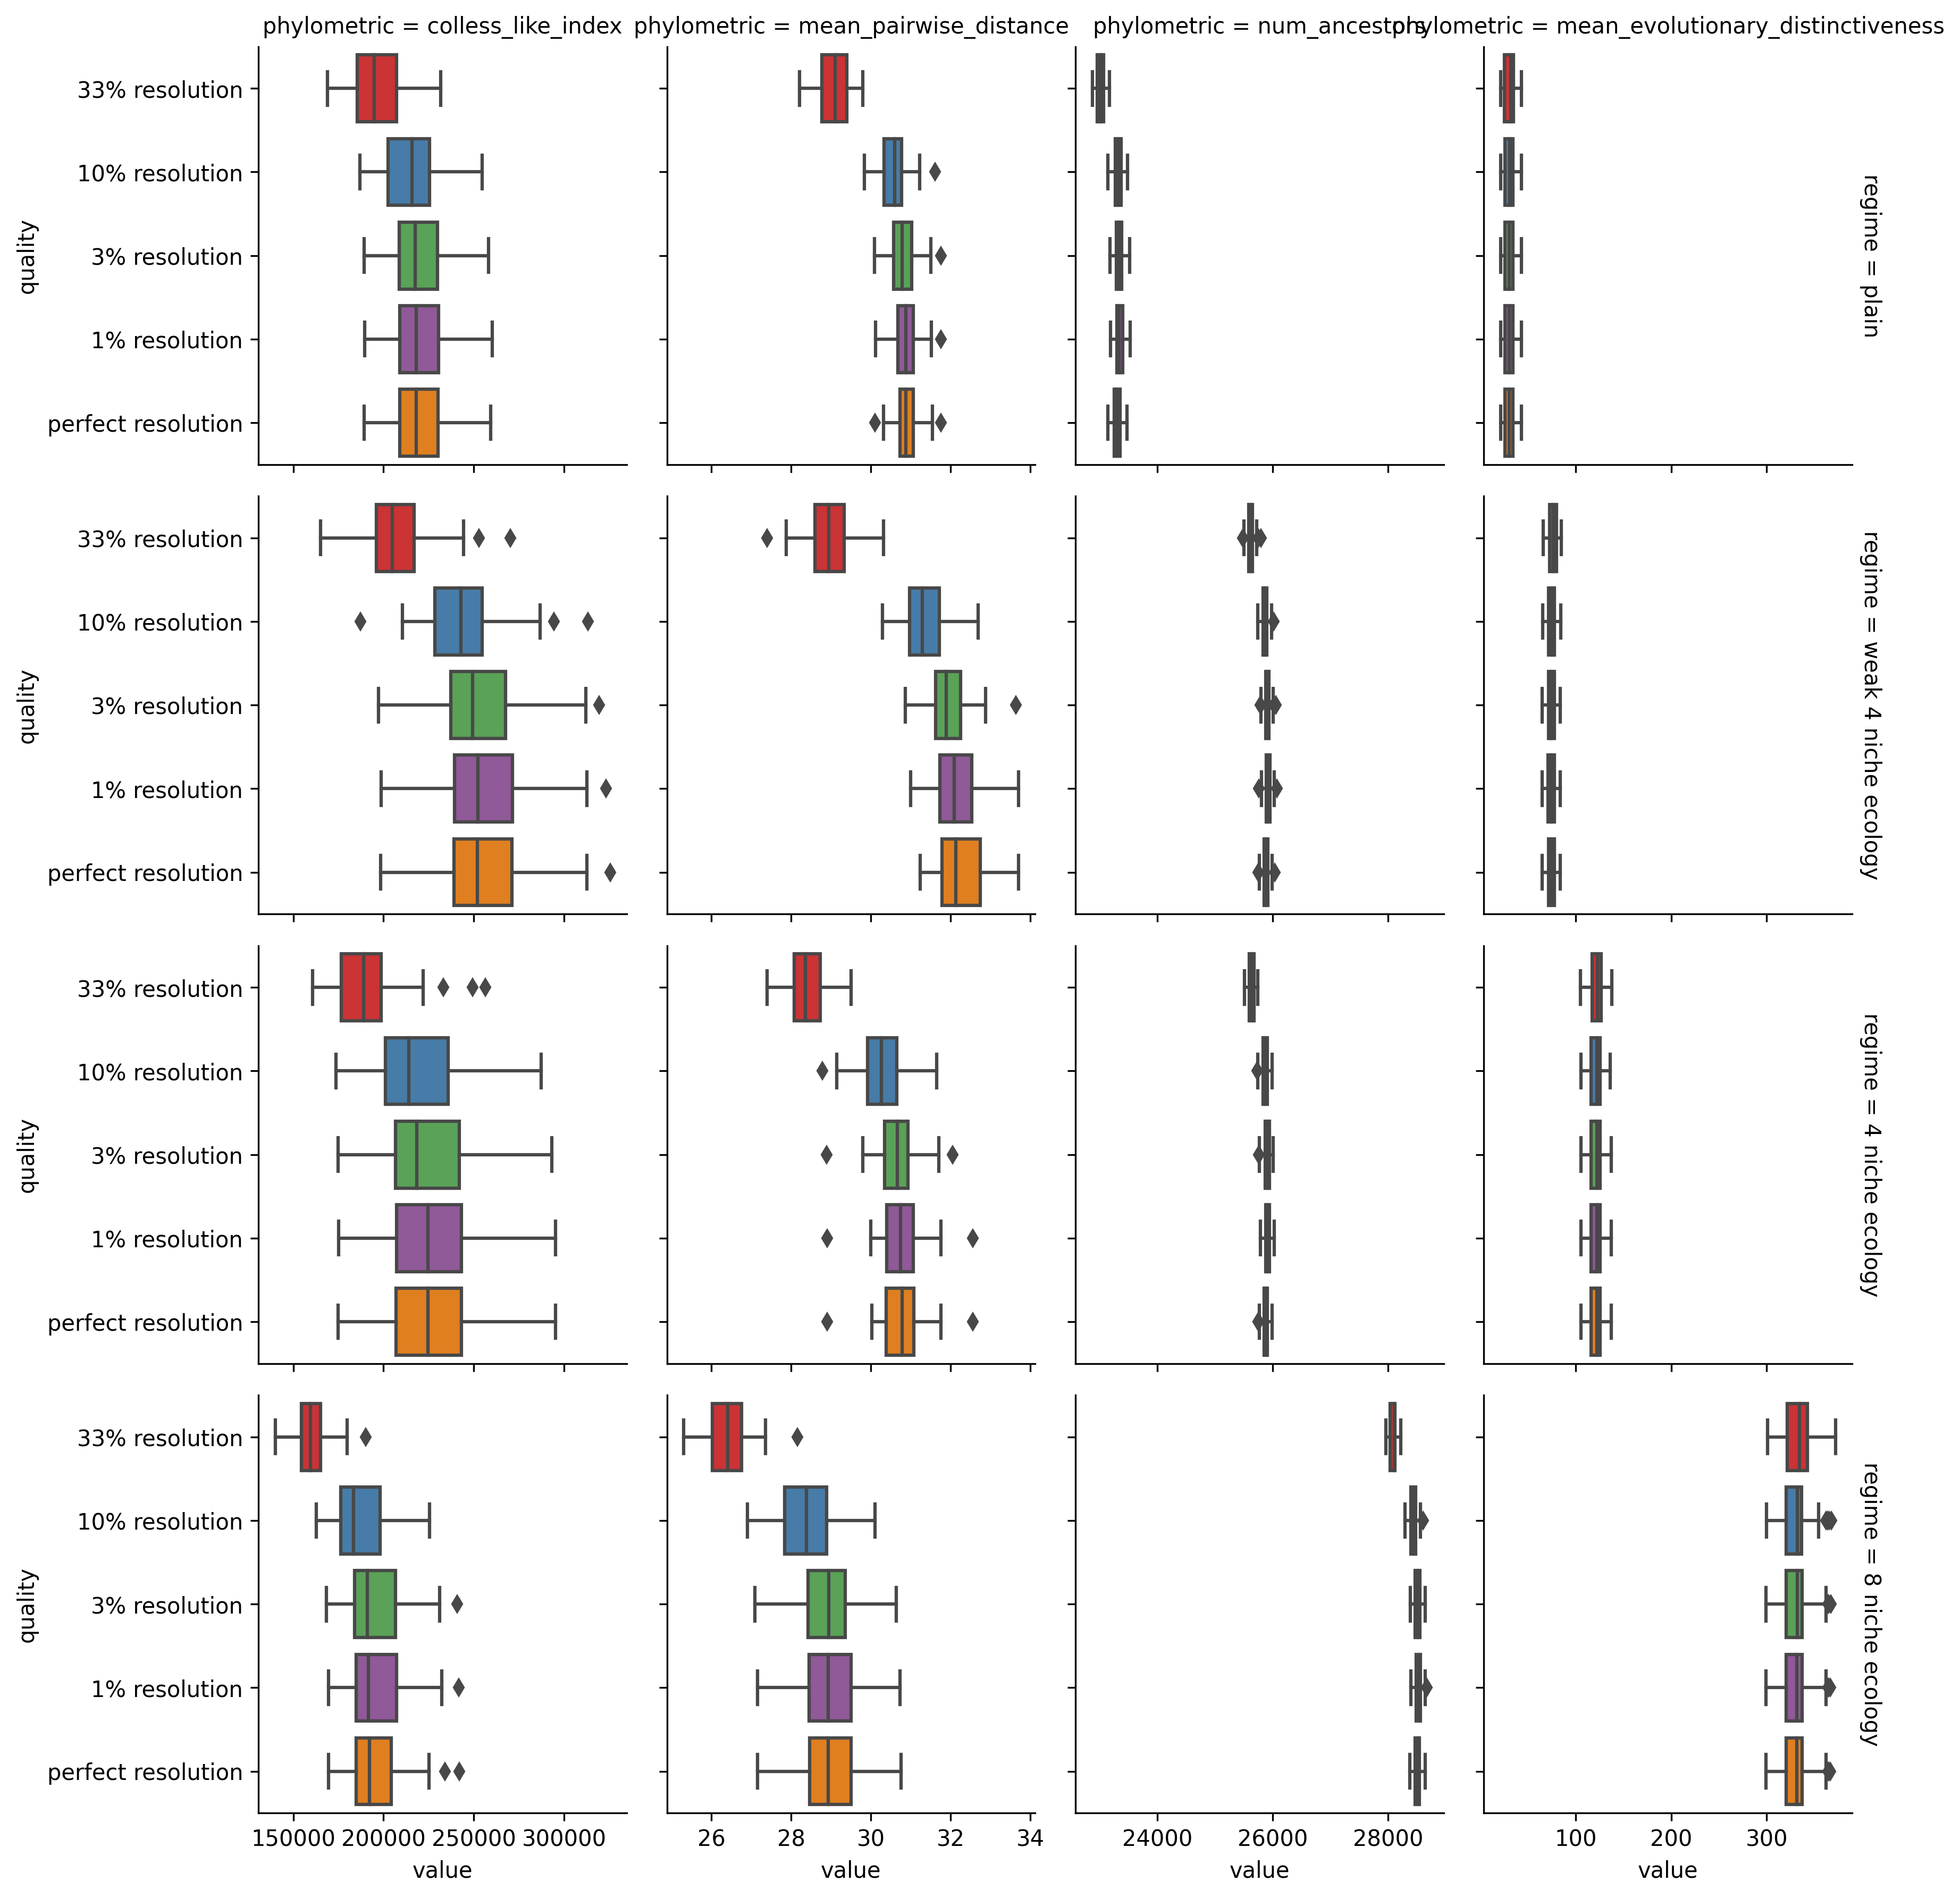 phylometric = colless_like_index
phylometric = mean_pairwise_distance
phylometric = num_ancestors
phylometric = mean_evolutionary_distinctiveness
33% resolution
10% resolution
3% resolution
1% resolution
perfect resolution
quality
regime = plain
33% resolution
10% resolution
3% resolution
1% resolution
perfect resolution
quality
regime = weak 4 niche ecology
33% resolution
10% resolution
3% resolution
1% resolution
perfect resolution
quality
regime = 4 niche ecology
33% resolution
10% resolution
3% resolution
1% resolution
perfect resolution
quality
regime = 8 niche ecology
150000 200000 250000 300000
26 28 30 32 34
24000 26000 28000
100 200 300
value
value
value
value